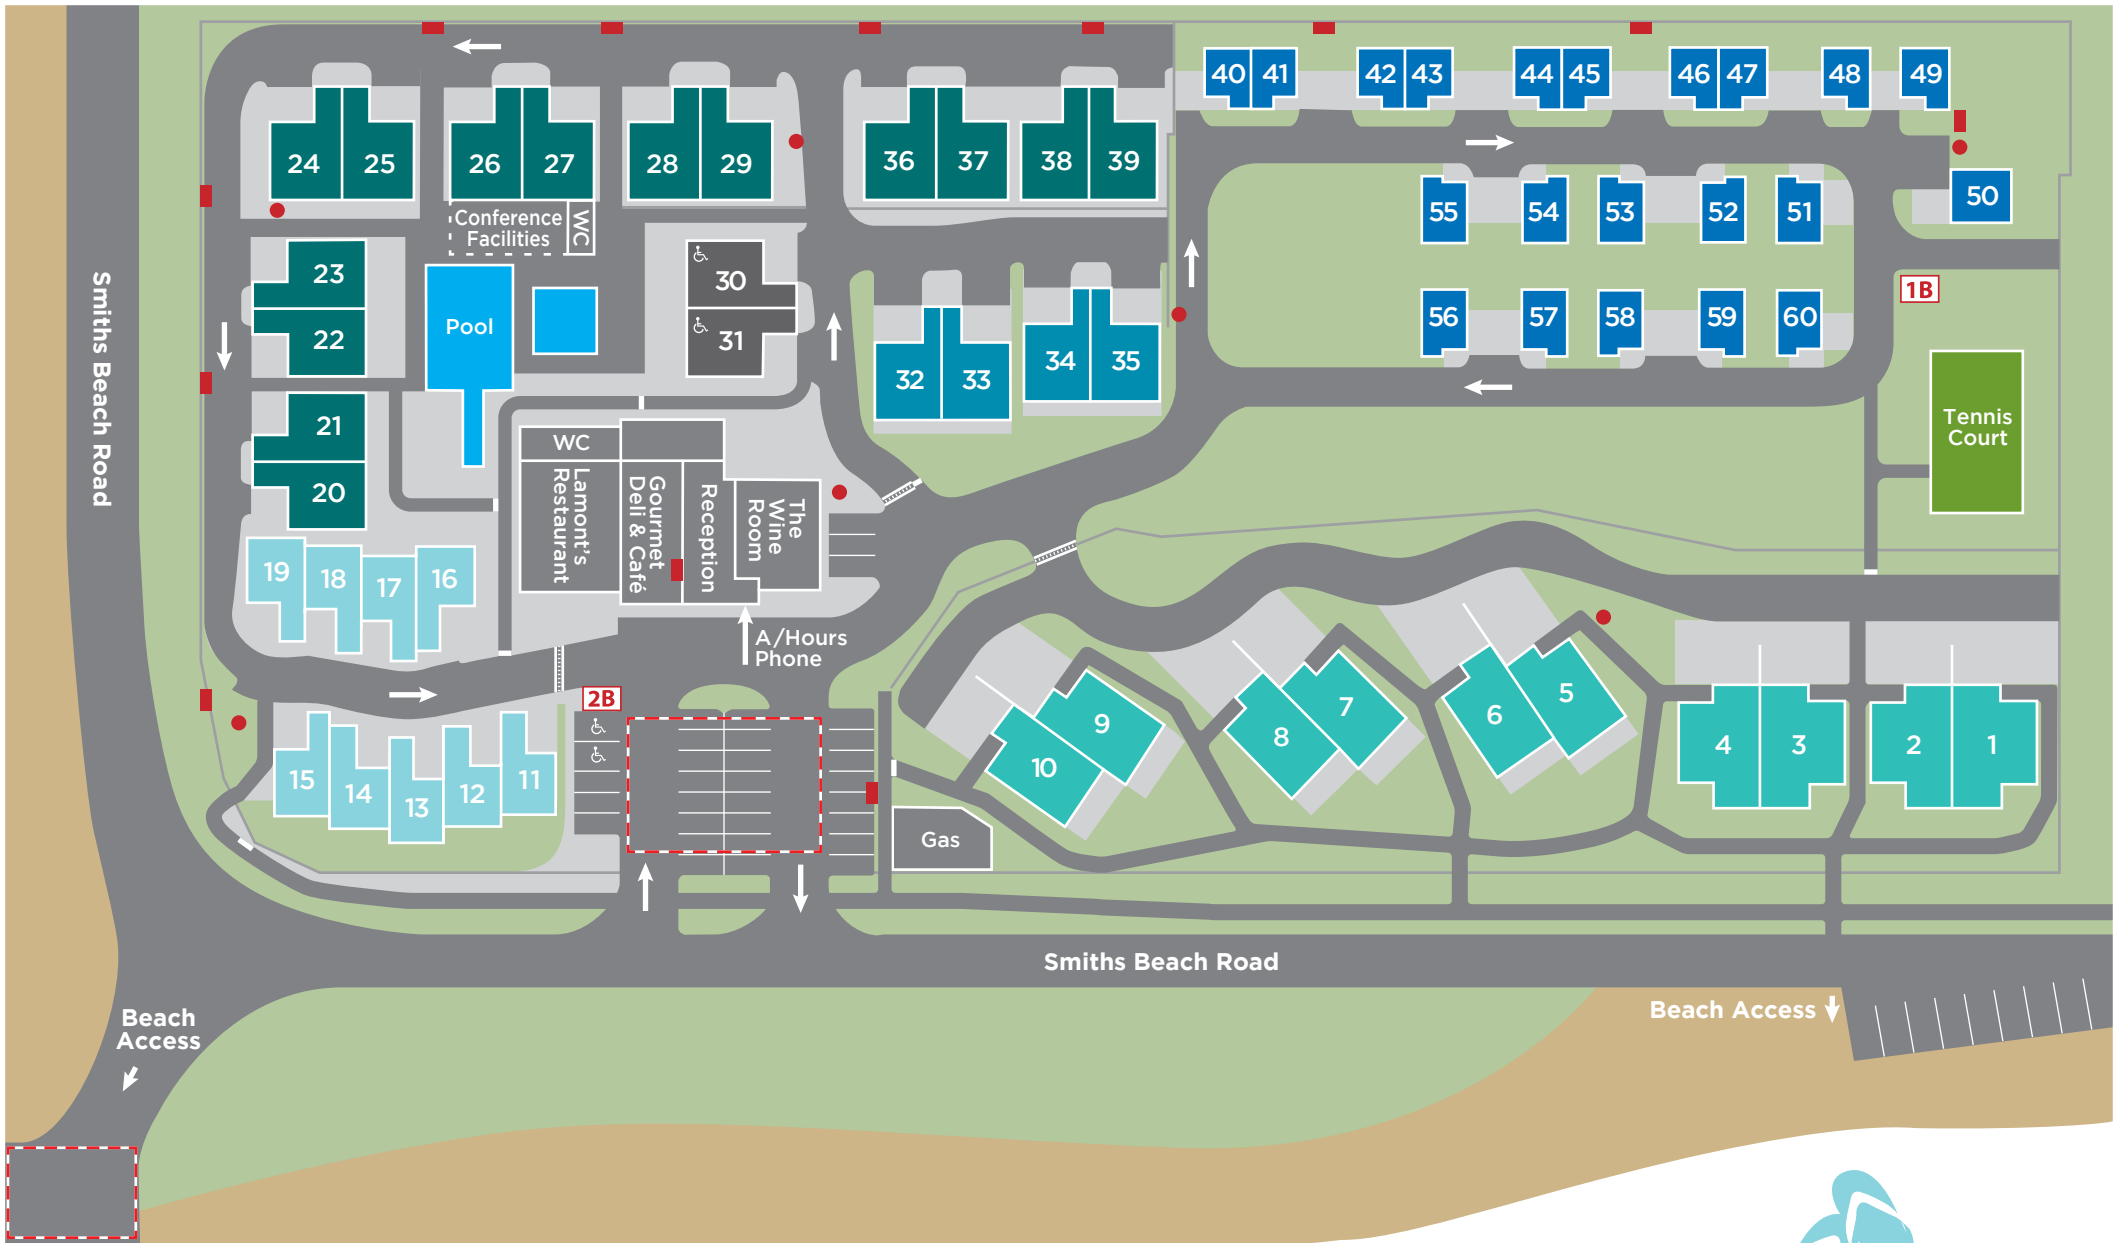 40 41 42 43 44 45 46 47 48 49
24 25 26 27 28 29 36 37 38 39
55 54 53 52 51 50
Conference
Facilities
WC
23
22
Pool
30
31
32 33 34 35
56 57 58 59 60
1B
Tennis
Court
Smiths Beach Road
21
20
WC
Lamont's
Restaurant
Gourmet
Deli & Café
Reception
The
Wine
Room
19 18 17 16
A/Hours
Phone
2B
15 14 13 12 11
10 9 8 7 6 5 4 3 2 1
Gas
Smiths Beach Road
Beach
Access
Beach Access